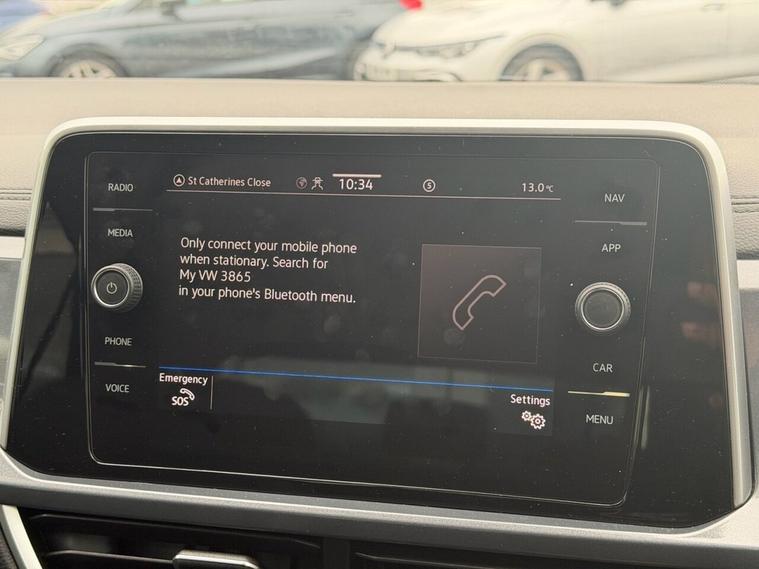 RADIO
MEDIA
PHONE
VOICE
St Catherines Close
10:34
S
13.0°C
Only connect your mobile phone
when stationary. Search for
My VW 3865
in your phone's Bluetooth menu.
Emergency
SOS
Settings
NAV
APP
CAR
MENU